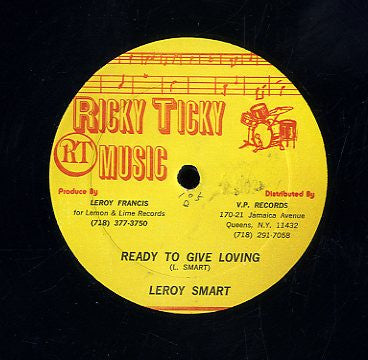 RICKY TICKY
RT MUSIC
Produce By
LEROY FRANCIS
for Lemon & Lime Records
(718) 377-3750
Distributed By
V.P. RECORDS
170-21 Jamaica Avenue
Queens, N.Y. 11432
(718) 291-7058
READY TO GIVE LOVING
(L. SMART)
LEROY SMART